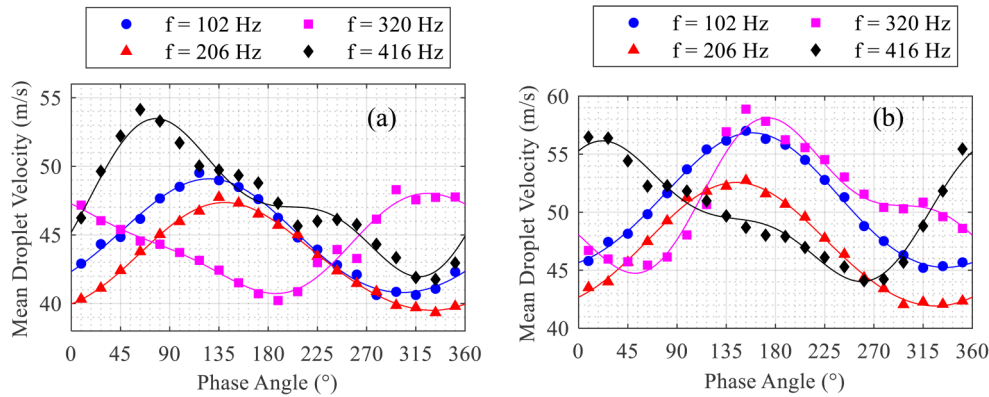 f = 102 Hz f = 320 Hz
f = 206 Hz f = 416 Hz
(a)
Mean Droplet Velocity (m/s)
55
50
45
40
0 45 90 135 180 225 270 315 360
Phase Angle (°)
f = 102 Hz f = 320 Hz
f = 206 Hz f = 416 Hz
(b)
Mean Droplet Velocity (m/s)
60
55
50
45
40
0 45 90 135 180 225 270 315 360
Phase Angle (°)